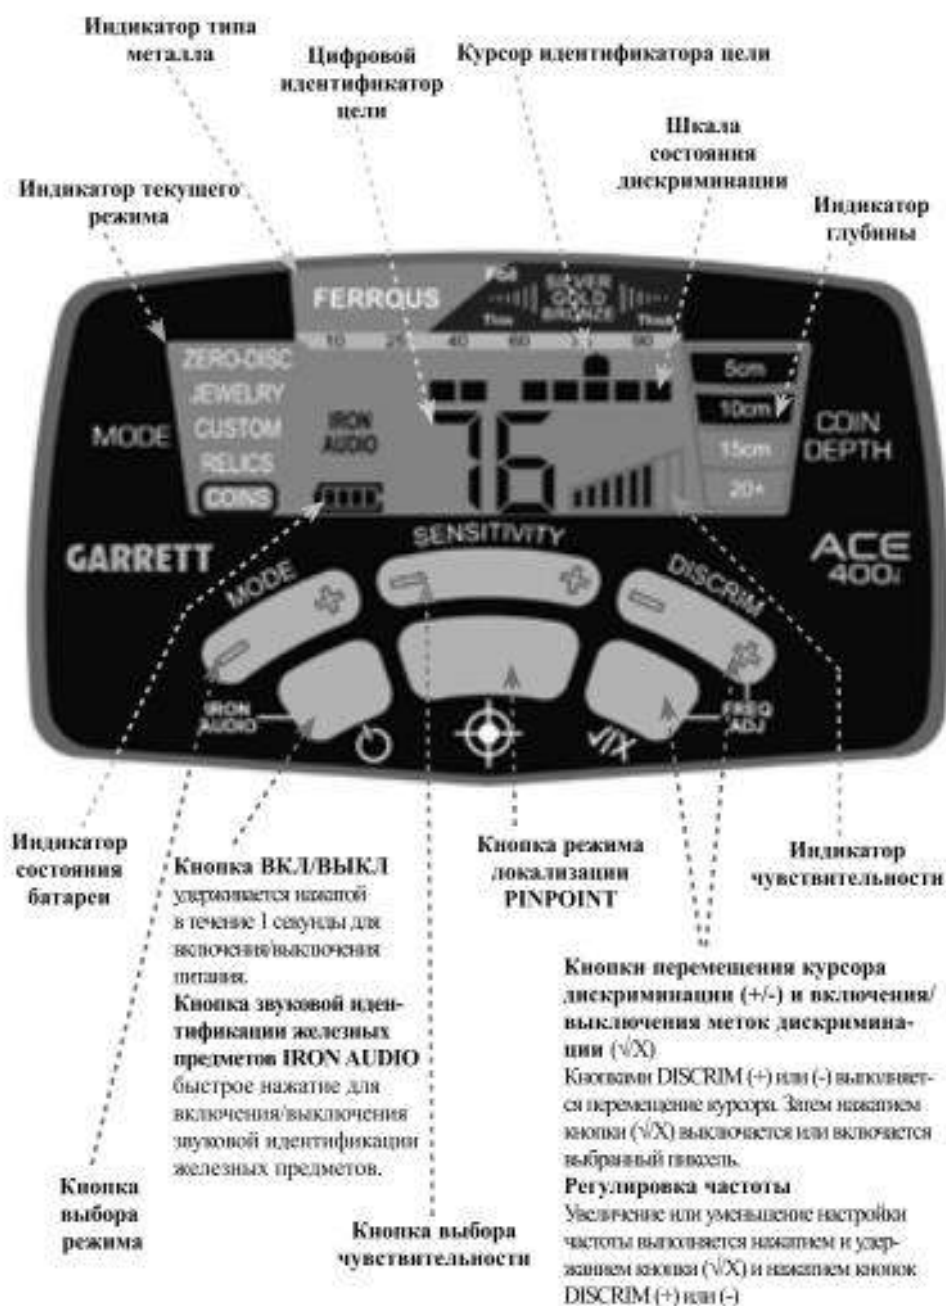 Индикатор типа
металла
Цифровой
идентификатор
цели
Курсор идентификатора цели
Шкала
состояния
дискриминации
Индикатор текущего
режима
Индикатор
глубины
FERROUS
SILVER
GOLD
BRONZE
Thin
Thick
10 25 40 60 90
ZERO-DISC
JEWELRY
CUSTOM
RELICS
COINS
MODE
IRON
AUDIO
76
5cm
10cm
15cm
20+
COIN
DEPTH
GARRETT
SENSITIVITY
ACE
400i
MODE
DISCRIM
IRON
AUDIO
√/X
FREQ
ADJ
Индикатор
состояния
батареи
Кнопка ВКЛ/ВЫКЛ
удерживается нажатой
в течение 1 секунды для
включения/выключения
питания.
Кнопка звуковой иден-
тификации железных
предметов IRON AUDIO
быстрое нажатие для
включения/выключения
звуковой идентификации
железных предметов.
Кнопка режима
локализации
PINPOINT
Индикатор
чувствительности
Кнопки перемещения курсора
дискриминации (+/-) и включения/
выключения меток дискримина-
ции (√X)
Кнопками DISCRIM (+) или (-) выполняет-
ся перемещение курсора. Затем нажатием
кнопки (√X) выключается или включается
выбранный пиксель.
Регулировка частоты
Увеличение или уменьшение настройки
частоты выполняется нажатием и удер-
жанием кнопки (√X) и нажатием кнопок
DISCRIM (+) или (-)
Кнопка
выбора
режима
Кнопка выбора
чувствительности